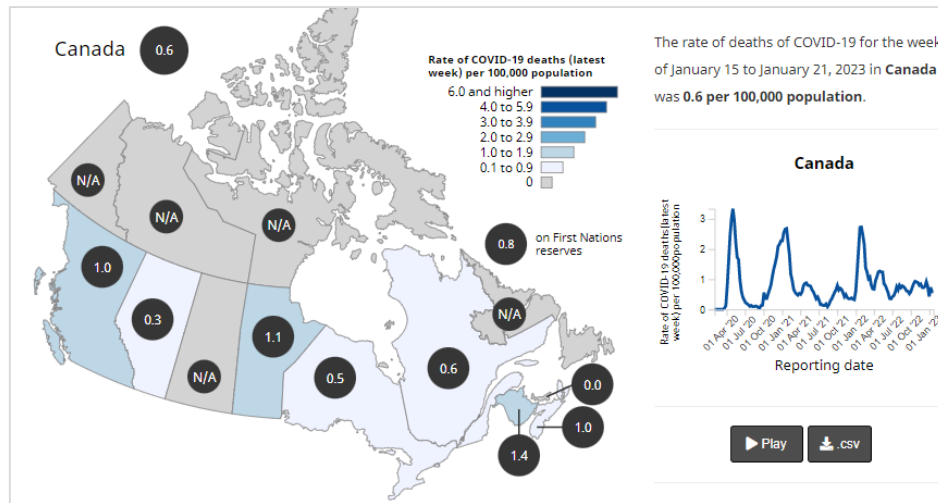 Canada
0.6
Rate of COVID-19 deaths (latest
week) per 100,000 population
6.0 and higher
4.0 to 5.9
3.0 to 3.9
2.0 to 2.9
1.0 to 1.9
0.1 to 0.9
0
N/A
N/A
N/A
0.8
on First Nations
reserves
1.0
0.3
N/A
1.1
0.5
0.6
N/A
0.0
1.0
1.4
The rate of deaths of COVID-19 for the week
of January 15 to January 21, 2023 in Canada
was 0.6 per 100,000 population.
Canada
Rate of COVID-19 deaths(latest
week) per 100,000population
3
2
1
0
01 Apr '20
01 Jul '20
01 Oct '20
01 Jan '21
01 Apr '21
01 Jul '21
01 Oct '21
01 Jan '22
01 Apr '22
01 Jul '22
01 Oct '22
01 Jan '2
Reporting date
Play
.csv